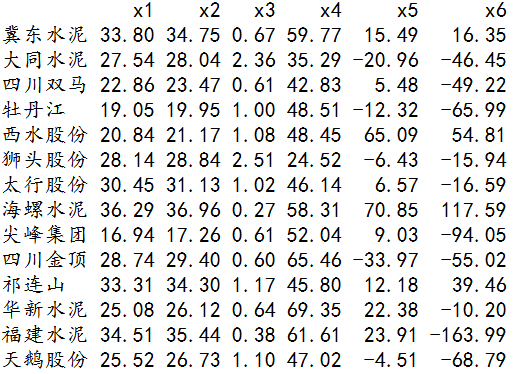 x1 x2 x3 x4 x5 x6
冀东水泥 33.80 34.75 0.67 59.77 15.49 16.35
大同水泥 27.54 28.04 2.36 35.29 -20.96 -46.45
四川双马 22.86 23.47 0.61 42.83 5.48 -49.22
牡丹江 19.05 19.95 1.00 48.51 -12.32 -65.99
西水股份 20.84 21.17 1.08 48.45 65.09 54.81
狮头股份 28.14 28.84 2.51 24.52 -6.43 -15.94
太行股份 30.45 31.13 1.02 46.14 6.57 -16.59
海螺水泥 36.29 36.96 0.27 58.31 70.85 117.59
尖峰集团 16.94 17.26 0.61 52.04 9.03 -94.05
四川金顶 28.74 29.40 0.60 65.46 -33.97 -55.02
祁连山 33.31 34.30 1.17 45.80 12.18 39.46
华新水泥 25.08 26.12 0.64 69.35 22.38 -10.20
福建水泥 34.51 35.44 0.38 61.61 23.91 -163.99
天鹅股份 25.52 26.73 1.10 47.02 -4.51 -68.79